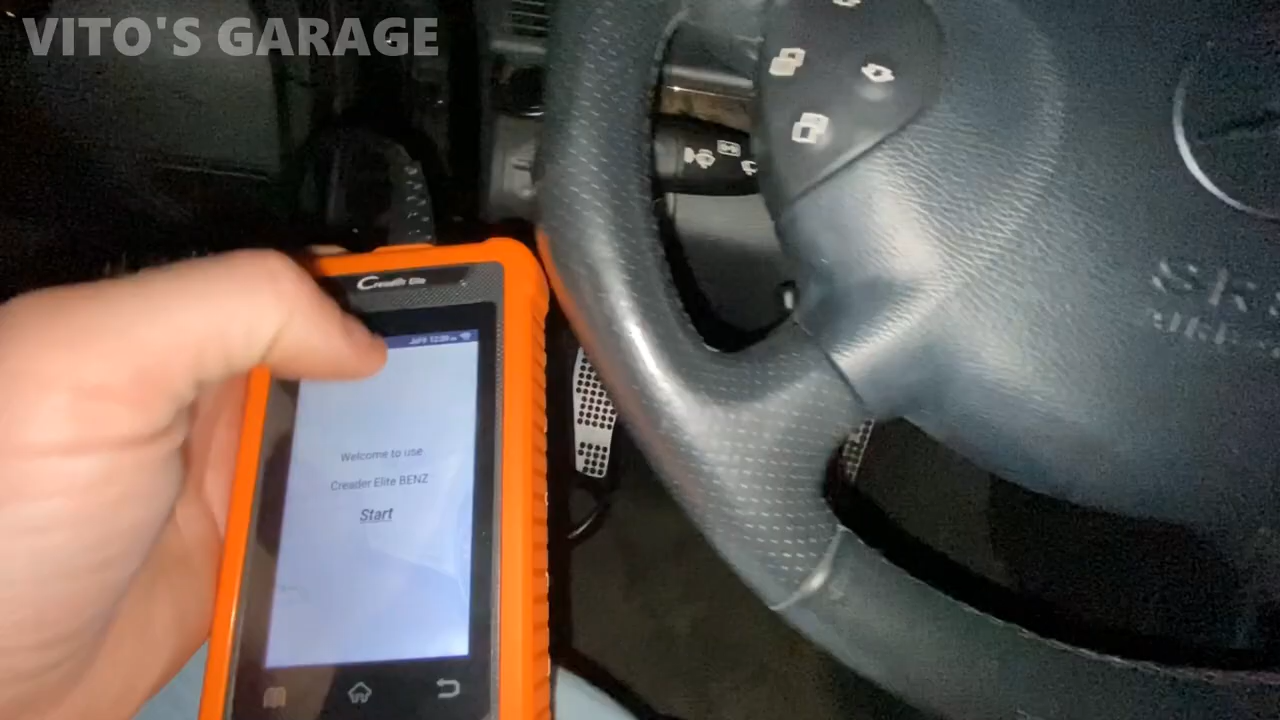 VITO'S GARAGE
Creader Elite
Welcome to use
Creader Elite BENZ
Start